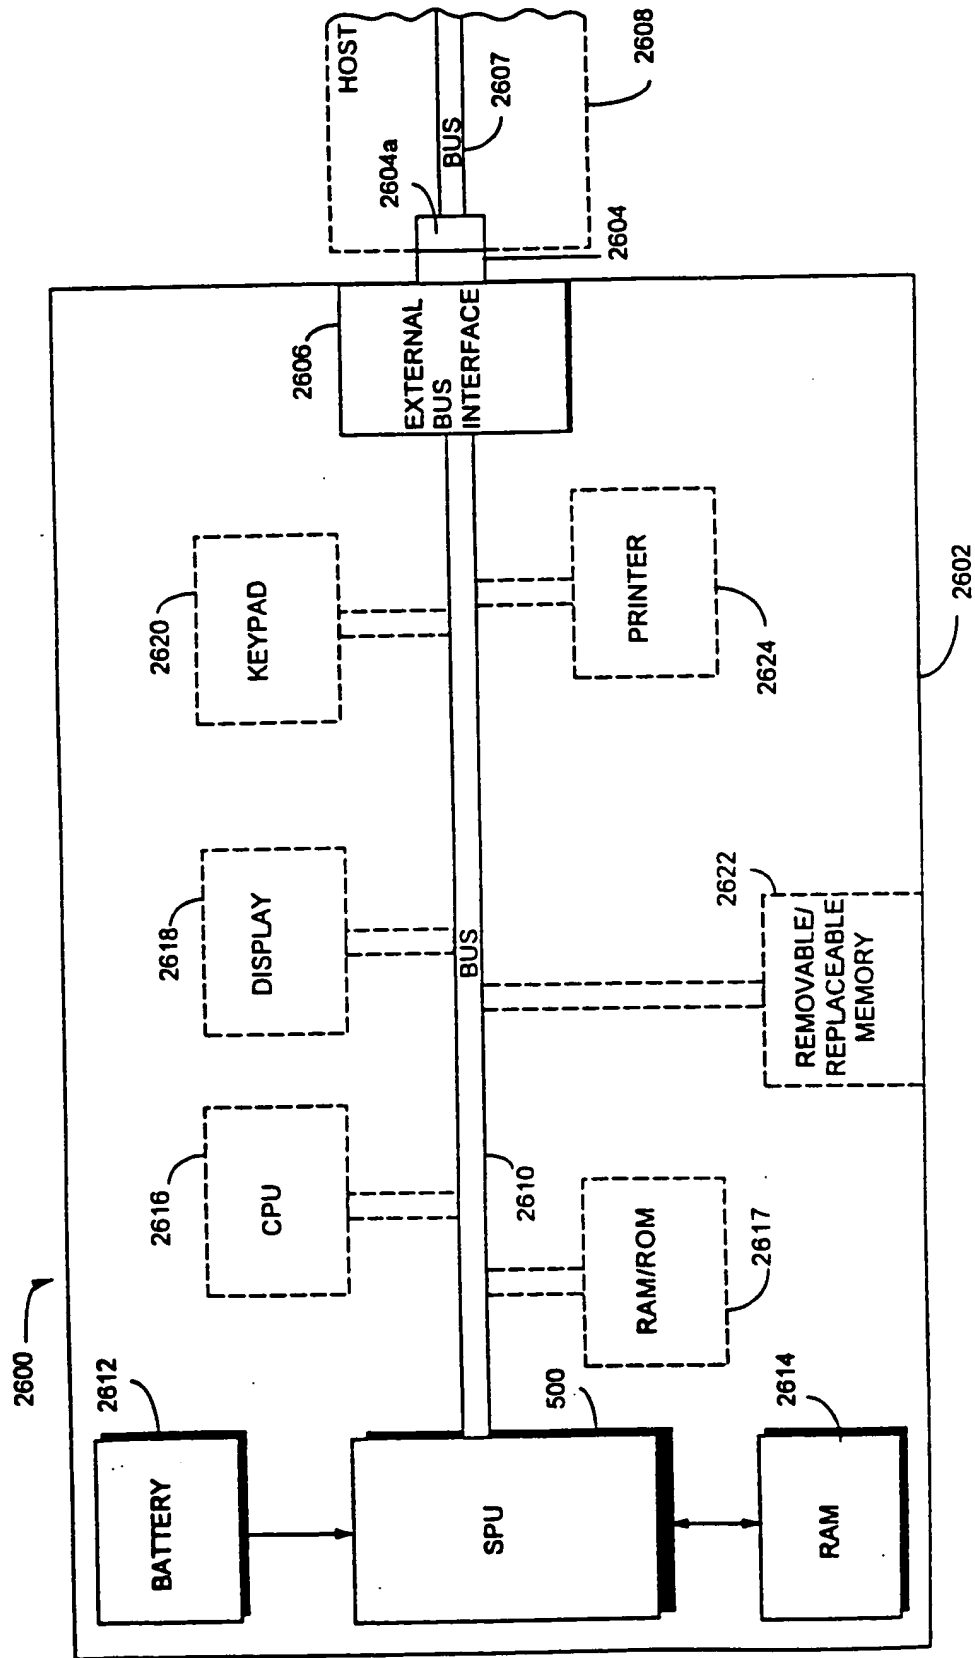 2600
BATTERY
2612
SPU
500
RAM
2614
CPU
2616
RAM/ROM
2617
2610
BUS
DISPLAY
2618
REMOVABLE/
REPLACEABLE
MEMORY
2622
KEYPAD
2620
PRINTER
2624
2602
EXTERNAL
BUS
INTERFACE
2606
2604
2604a
HOST
BUS
2607
2608